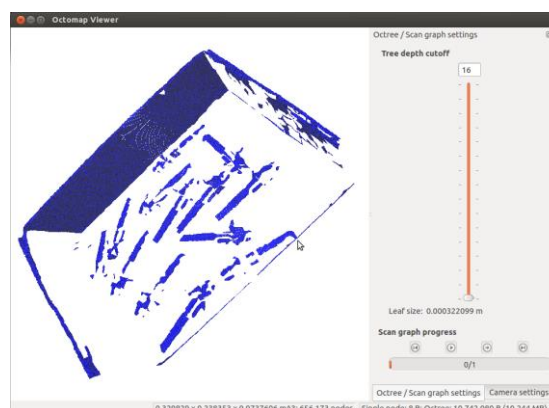 Octomap Viewer
Octree / Scan graph settings
Tree depth cutoff
16
Leaf size: 0.000322099 m
Scan graph progress
0/1
Octree / Scan graph settings
Camera settings